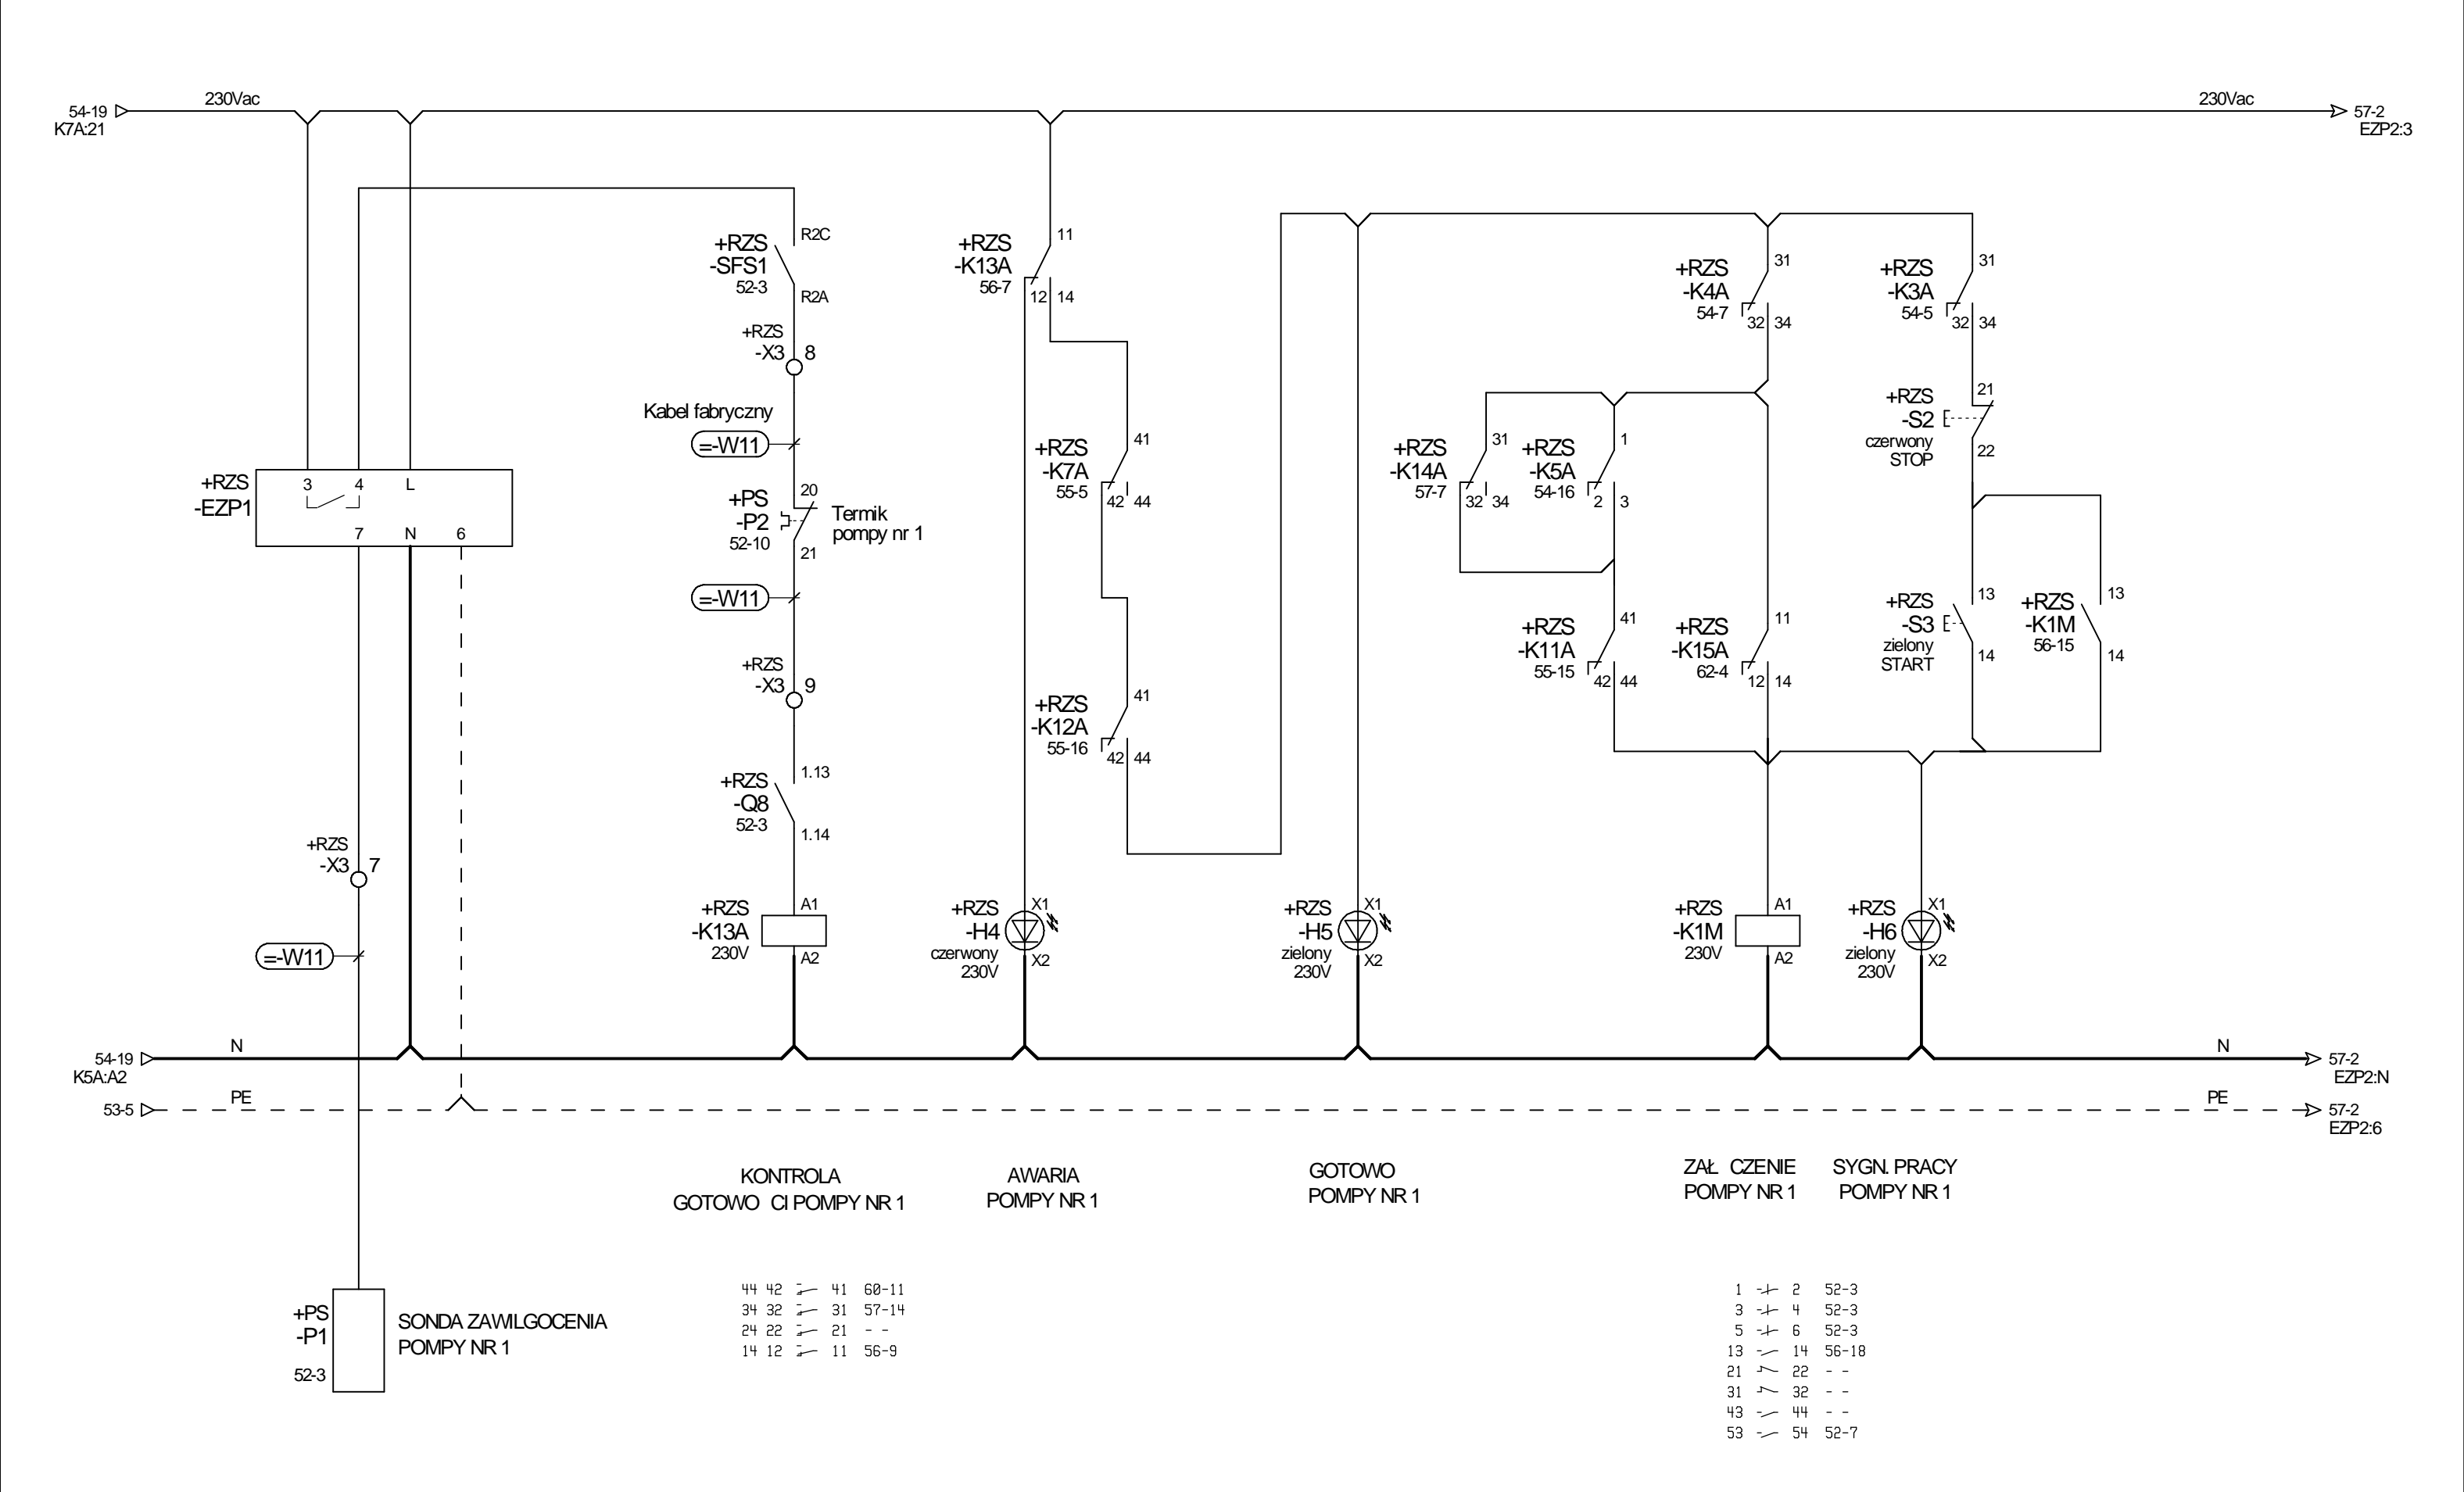 230Vac
54-19
K7A:21
230Vac
57-2
EZP2:3
+RZS
-EZP1
3
4
L
7
N
6
+RZS
-X3
7
=-W11
+PS
-P1
52-3
SONDA ZAWILGOCENIA
POMPY NR 1
+RZS
-SFS1
52-3
R2C
R2A
+RZS
-X3
8
Kabel fabryczny
=-W11
+PS
-P2
52-10
20
21
Termik
pompy nr 1
=-W11
+RZS
-X3
9
+RZS
-Q8
52-3
1.13
1.14
+RZS
-K13A
230V
A1
A2
+RZS
-K13A
56-7
11
12
14
+RZS
-K7A
55-5
41
42
44
+RZS
-K12A
55-16
41
42
44
+RZS
-H4
czerwony
230V
X1
X2
+RZS
-H5
zielony
230V
X1
X2
+RZS
-K4A
54-7
31
32
34
+RZS
-K14A
57-7
31
32
34
+RZS
-K5A
54-16
1
2
3
+RZS
-K11A
55-15
41
42
44
+RZS
-K15A
62-4
11
12
14
+RZS
-K1M
230V
A1
A2
+RZS
-K3A
54-5
31
32
34
+RZS
-S2
czerwony
STOP
21
22
+RZS
-S3
zielony
START
13
14
+RZS
-K1M
56-15
13
14
+RZS
-H6
zielony
230V
X1
X2
54-19
K5A:A2
N
N
57-2
EZP2:N
53-5
PE
PE
57-2
EZP2:6
KONTROLA
GOTOWO CI POMPY NR 1
AWARIA
POMPY NR 1
GOTOWO
POMPY NR 1
ZAŁ CZENIE
POMPY NR 1
SYGN. PRACY
POMPY NR 1
44 42 41 60-11
34 32 31 57-14
24 22 21 - -
14 12 11 56-9
1 2 52-3
3 4 52-3
5 6 52-3
13 14 56-18
21 22 - -
31 32 - -
43 44 - -
53 54 52-7